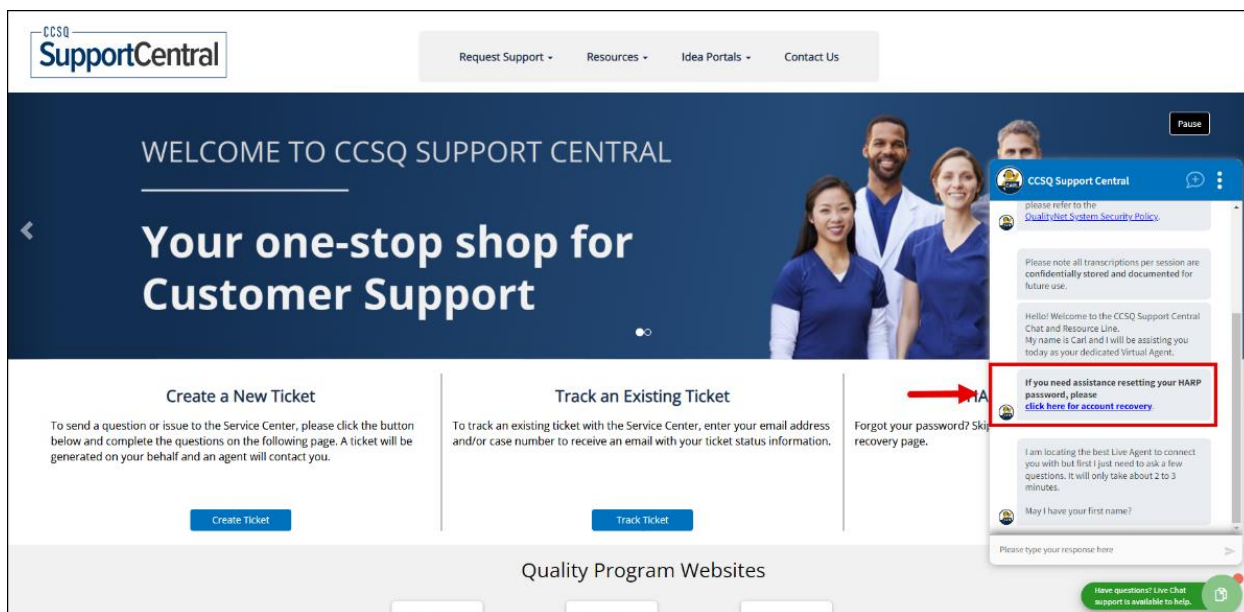 CCSQ
SupportCentral
Request Support
Resources
Idea Portals
Contact Us
WELCOME TO CCSQ SUPPORT CENTRAL
Your one-stop shop for
Customer Support
Pause
Create a New Ticket
To send a question or issue to the Service Center, please click the button
below and complete the questions on the following page. A ticket will be
generated on your behalf and an agent will contact you.
Create Ticket
Track an Existing Ticket
To track an existing ticket with the Service Center, enter your email address
and/or case number to receive an email with your ticket status information.
Track Ticket
HA
Forgot your password? Skip
recovery page.
CCSQ Support Central
please refer to the
QualityNet System Security Policy.
Please note all transcriptions per session are
confidentially stored and documented for
future use.
Hello! Welcome to the CCSQ Support Central
Chat and Resource Line.
My name is Carl and I will be assisting you
today as your dedicated Virtual Agent.
If you need assistance resetting your HARP
password, please
click here for account recovery.
I am locating the best Live Agent to connect
you with but first I just need to ask a few
questions. It will only take about 2 to 3
minutes.
May I have your first name?
Please type your response here
Have questions? Live Chat
support is available to help.
Quality Program Websites